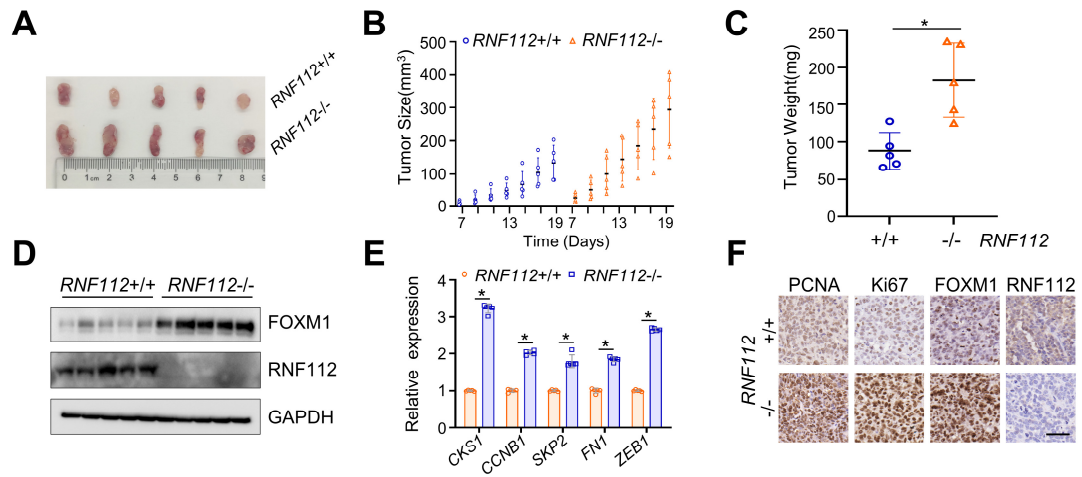 A
RNF112+/+
RNF112-/-
0 1cm 2 3 4 5 6 7 8 9
B
RNF112+/+ RNF112-/-
Tumor Size(mm3)
500
400
300
200
100
0
7 13 19 7 13 19
Time (Days)
C
*
Tumor Weight(mg)
250
200
150
100
50
0
+/+ -/- RNF112
D
RNF112+/+ RNF112-/-
FOXM1
RNF112
GAPDH
E
RNF112+/+ RNF112-/-
Relative expression
4
3
2
1
0
* * * * *
CKS1 CCNB1 SKP2 FN1 ZEB1
F
PCNA Ki67 FOXM1 RNF112
RNF112
+/+
-/-